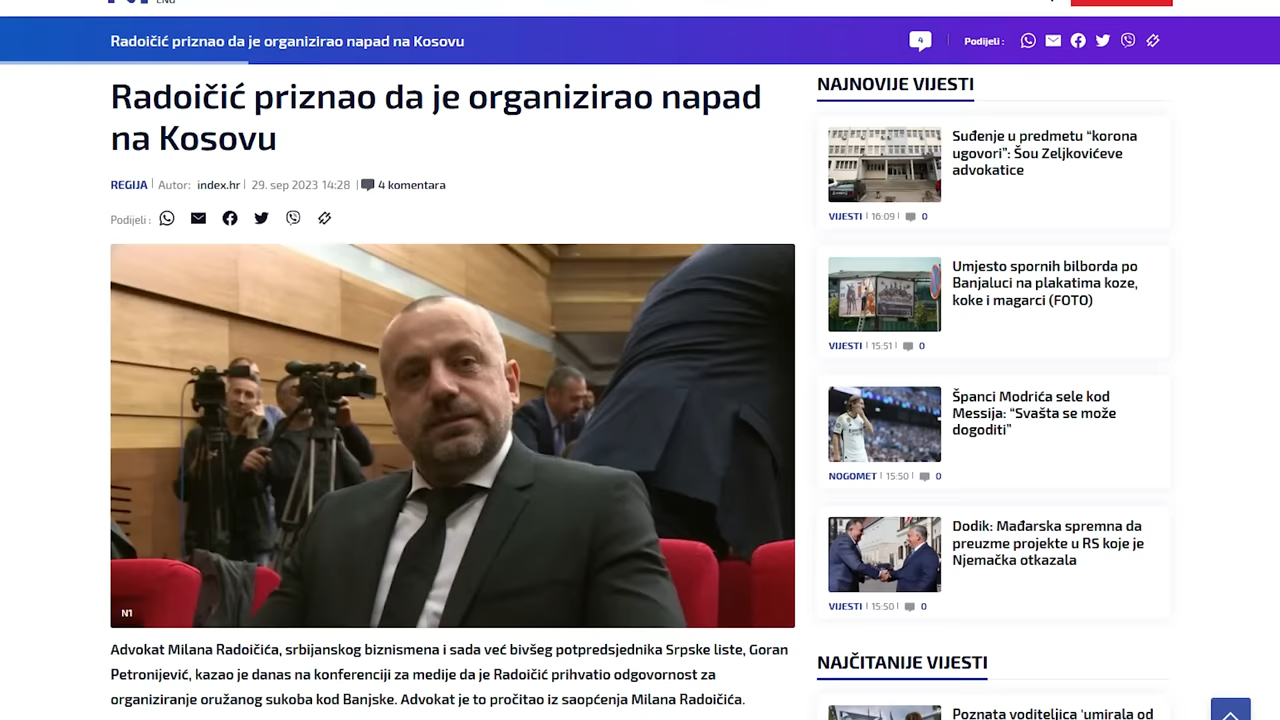 ENG
Radoičić priznao da je organizirao napad na Kosovu
4
Podijeli :
Radoičić priznao da je organizirao napad
na Kosovu
REGIJA | Autor: index.hr | 29. sep 2023 14:28 | 4 komentara
Podijeli :
N1
Advokat Milana Radoičića, srbijanskog biznismena i sada već bivšeg potpredsjednika Srpske liste, Goran
Petronijević, kazao je danas na konferenciji za medije da je Radoičić prihvatio odgovornost za
organiziranje oružanog sukoba kod Banjske. Advokat je to pročitao iz saopćenja Milana Radoičića.
NAJNOVIJE VIJESTI
Suđenje u predmetu “korona
ugovori”: Šou Zeljkovićeve
advokatice
VIJESTI | 16:09 | 0
Umjesto spornih bilborda po
Banjaluci na plakatima koze,
koke i magarci (FOTO)
VIJESTI | 15:51 | 0
Španci Modrića sele kod
Messija: “Svašta se može
dogoditi”
NOGOMET | 15:50 | 0
Dodik: Mađarska spremna da
preuzme projekte u RS koje je
Njemačka otkazala
VIJESTI | 15:50 | 0
NAJČITANIJE VIJESTI
Poznata voditeljica 'umirala od